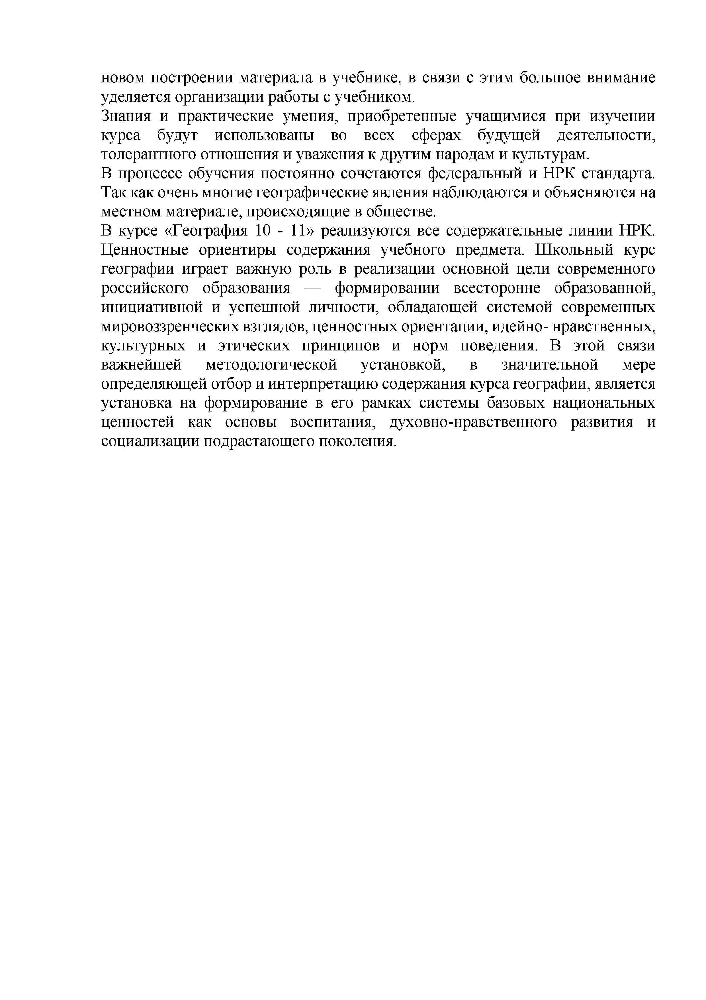 новом построении материала в учебнике, в связи с этим большое внимание
уделяется организации работы с учебником.
Знания и практические умения, приобретенные учащимися при изучении
курса будут использованы во всех сферах будущей деятельности,
толерантного отношения и уважения к другим народам и культурам.
В процессе обучения постоянно сочетаются федеральный и НРК стандарта.
Так как очень многие географические явления наблюдаются и объясняются на
местном материале, происходящие в обществе.
В курсе «География 10 - 11» реализуются все содержательные линии НРК.
Ценностные ориентиры содержания учебного предмета. Школьный курс
географии играет важную роль в реализации основной цели современного
российского образования — формировании всесторонне образованной,
инициативной и успешной личности, обладающей системой современных
мировоззренческих взглядов, ценностных ориентации, идейно- нравственных,
культурных и этических принципов и норм поведения. В этой связи
важнейшей методологической установкой, в значительной мере
определяющей отбор и интерпретацию содержания курса географии, является
установка на формирование в его рамках системы базовых национальных
ценностей как основы воспитания, духовно-нравственного развития и
социализации подрастающего поколения.